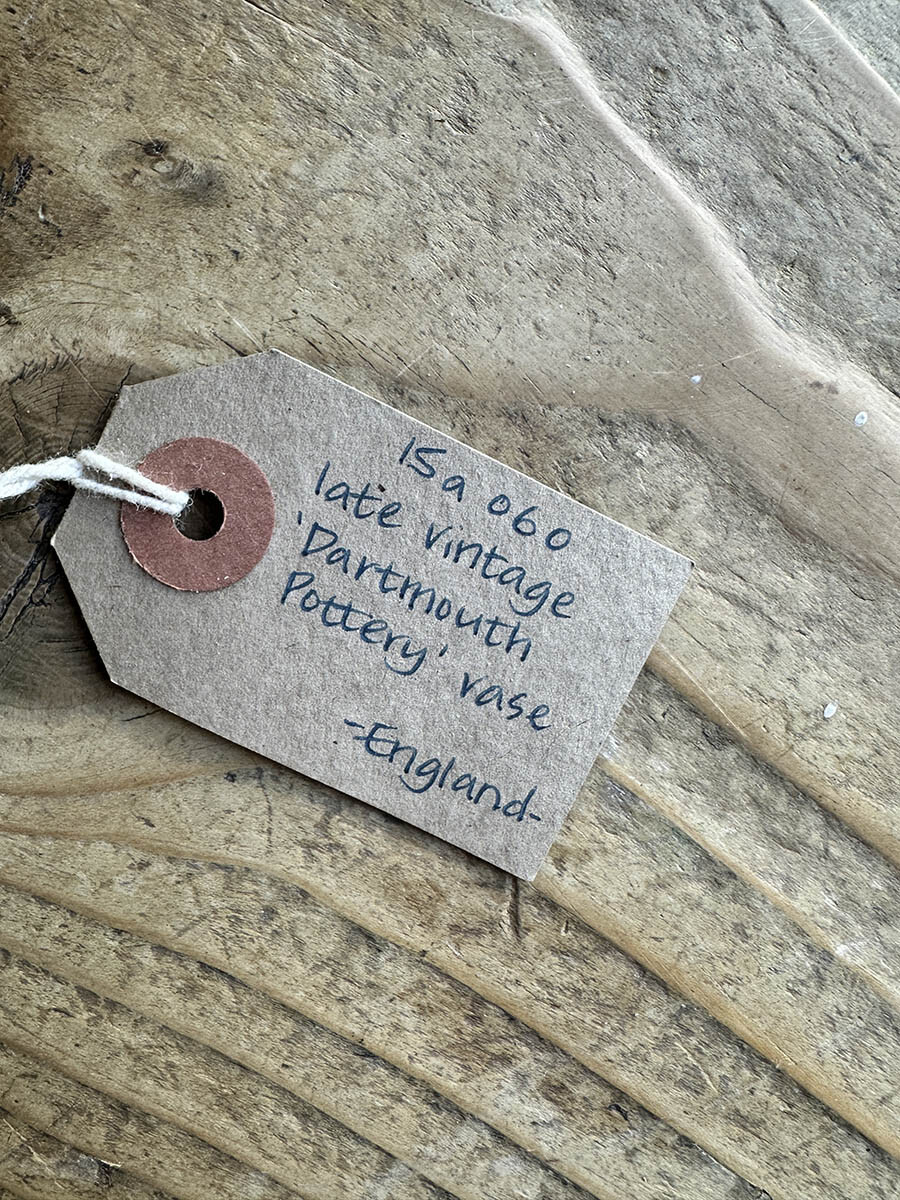 15a 060
late vintage
'Dartmouth
Pottery' vase
-England-